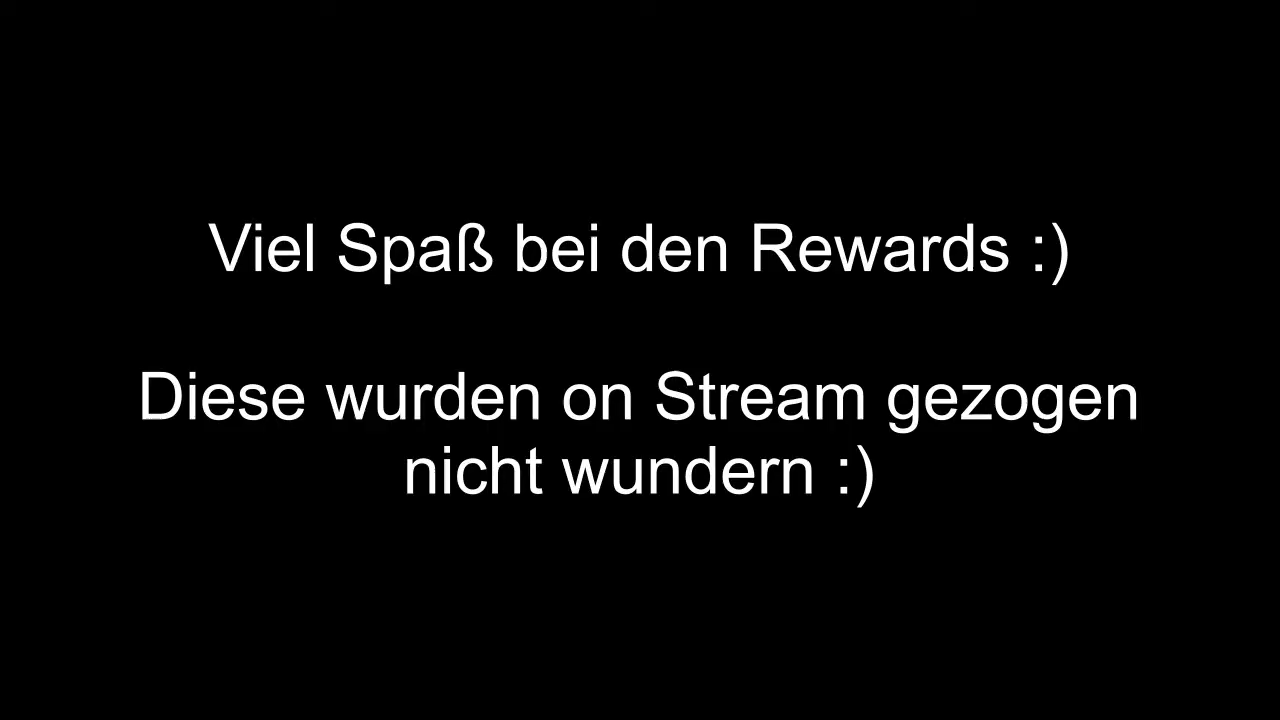 Viel Spaß bei den Rewards :)
Diese wurden on Stream gezogen
nicht wundern :)